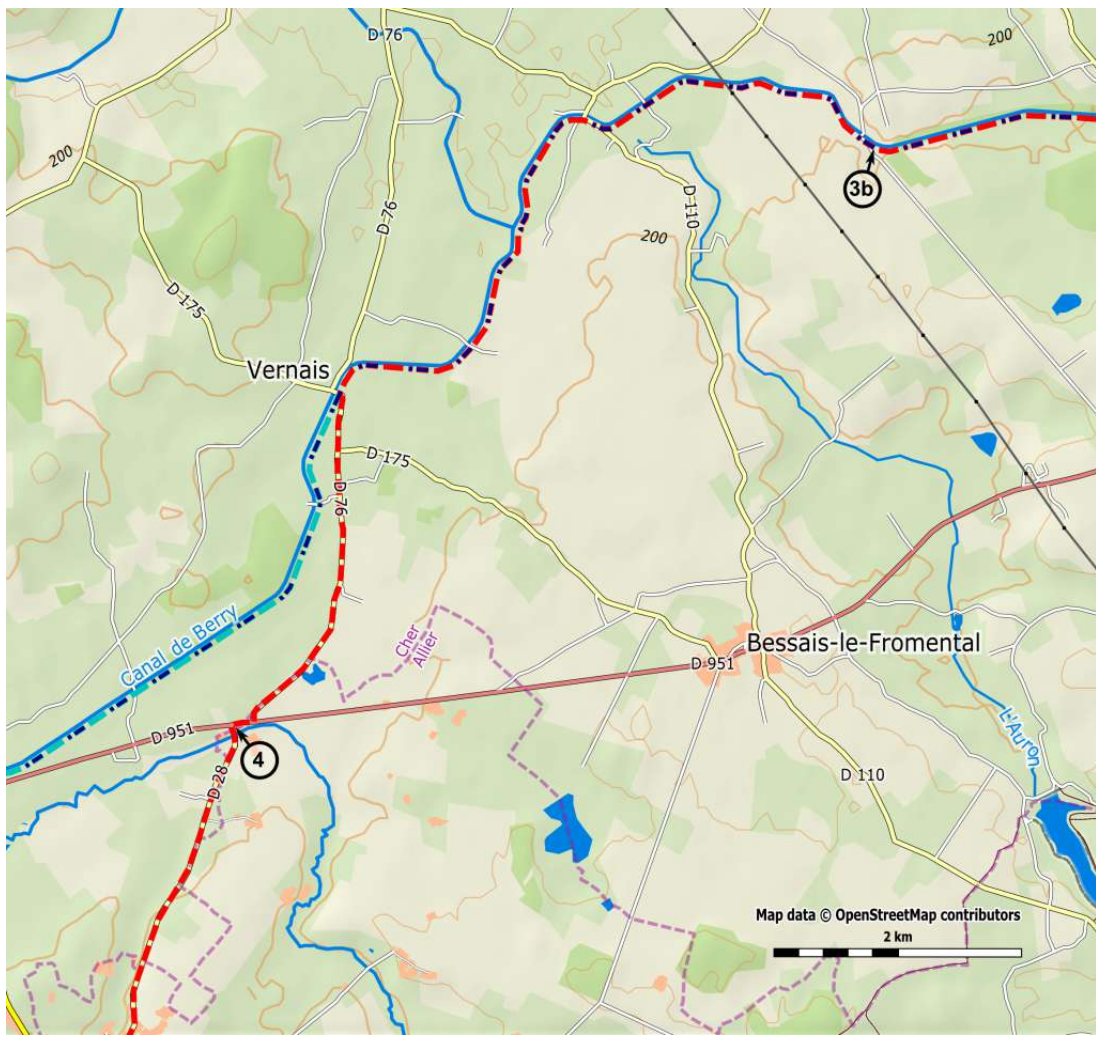 D 76
200
200
3b
D 76
D 110
200
D 175
Vernais
D 175
D 76
Cher
Allier
Canal de Berry
Bessais-le-Fromental
D 951
L'Auron
D 951
4
D 28
D 110
Map data © OpenStreetMap contributors
2 km